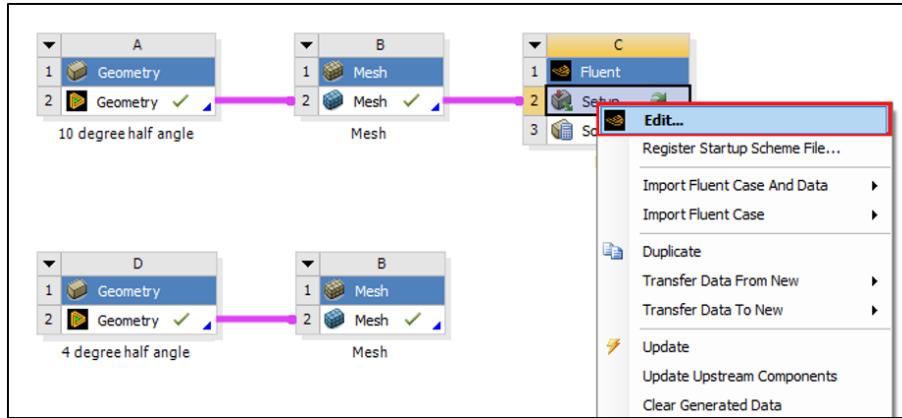 A
1 Geometry
2 Geometry
10 degree half angle
B
1 Mesh
2 Mesh
Mesh
C
1 Fluent
2 Setup
3
Edit...
Register Startup Scheme File...
Import Fluent Case And Data
Import Fluent Case
Duplicate
Transfer Data From New
Transfer Data To New
Update
Update Upstream Components
Clear Generated Data
D
1 Geometry
2 Geometry
4 degree half angle
B
1 Mesh
2 Mesh
Mesh